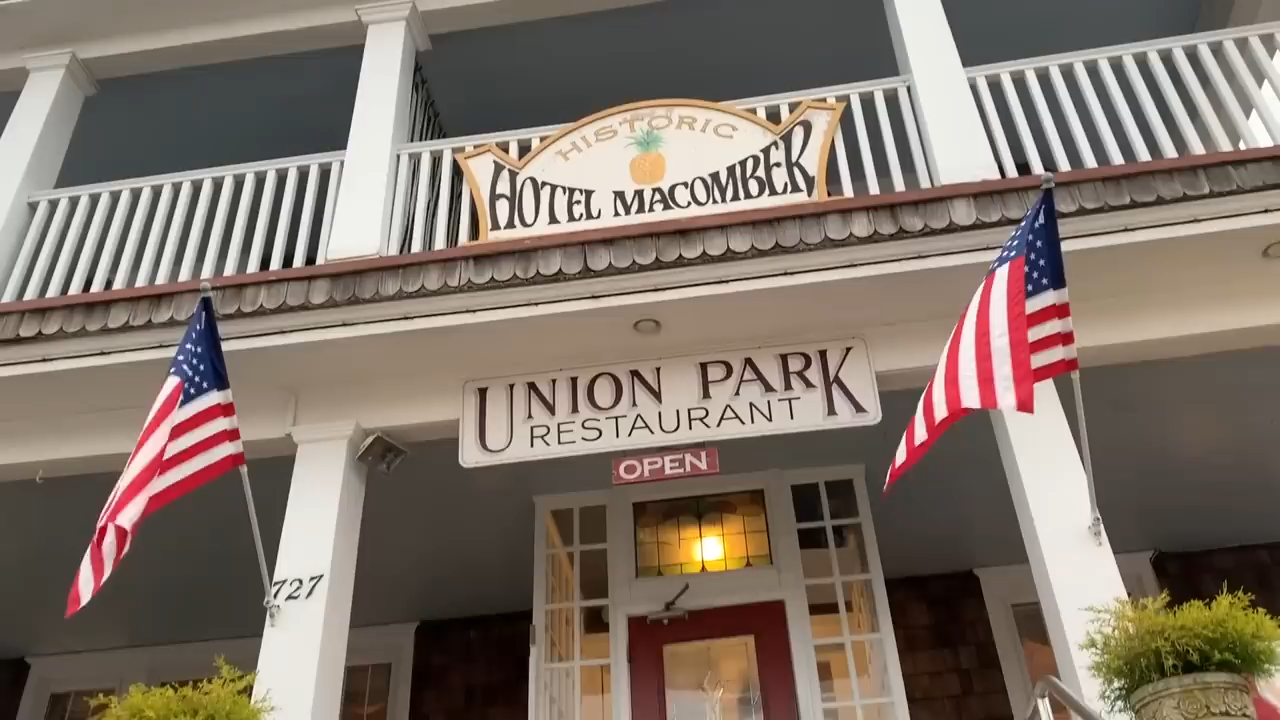 HISTORIC
HOTEL MACOMBER
UNION PARK
RESTAURANT
OPEN
727